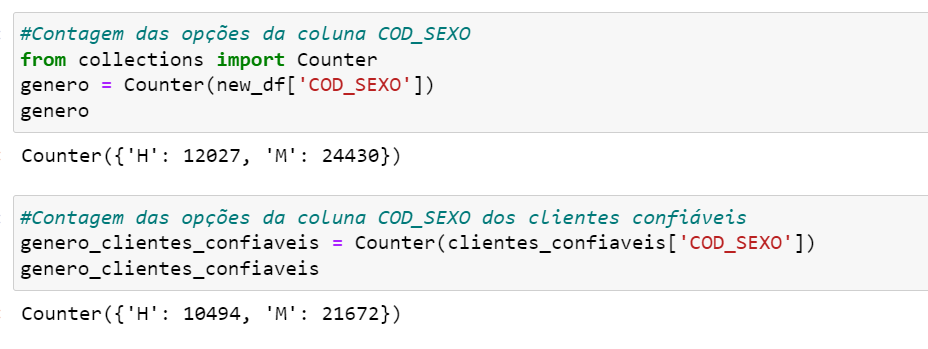 #Contagem das opções da coluna COD_SEXO
from collections import Counter
genero = Counter(new_df['COD_SEXO'])
genero
Counter({'H': 12027, 'M': 24430})
#Contagem das opções da coluna COD_SEXO dos clientes confiáveis
genero_clientes_confiaveis = Counter(clientes_confiaveis['COD_SEXO'])
genero_clientes_confiaveis
Counter({'H': 10494, 'M': 21672})